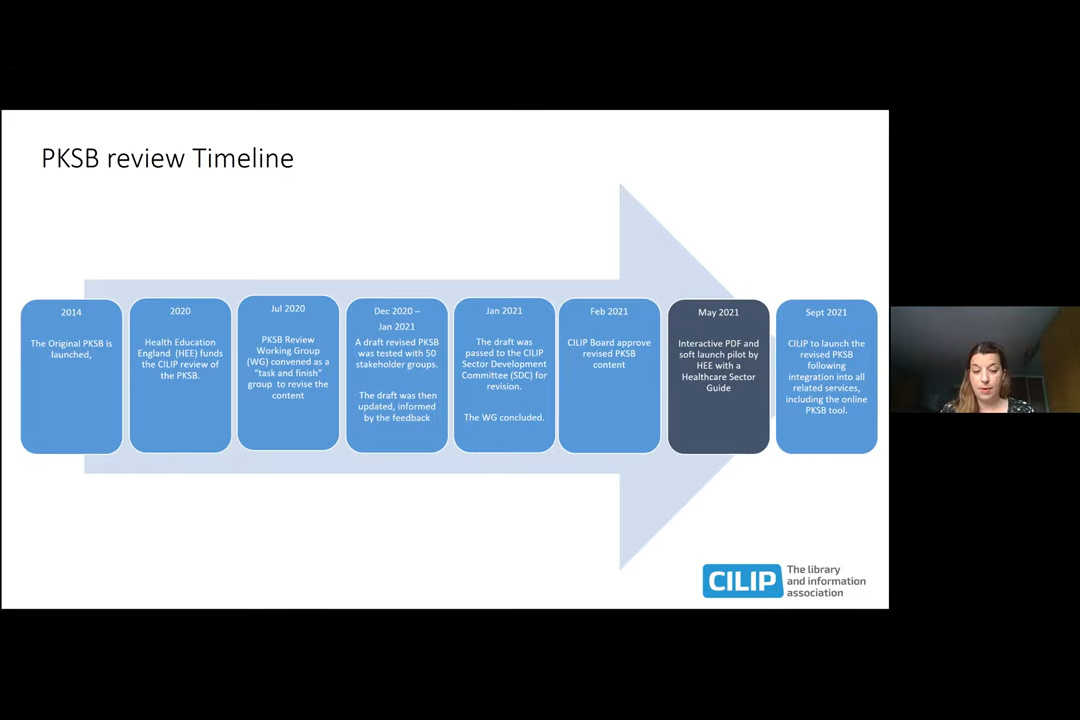 PKSB review Timeline
2014
The Original PKSB is
launched,
2020
Health Education
England (HEE) funds
the CILIP review of
the PKSB.
Jul 2020
PKSB Review
Working Group
(WG) convened as a
“task and finish”
group to revise the
content
Dec 2020 –
Jan 2021
A draft revised PKSB
was tested with 50
stakeholder groups.
The draft was then
updated, informed
by the feedback
Jan 2021
The draft was
passed to the CILIP
Sector Development
Committee (SDC) for
revision.
The WG concluded.
Feb 2021
CILIP Board approve
revised PKSB
content
May 2021
Interactive PDF and
soft launch pilot by
HEE with a
Healthcare Sector
Guide
Sept 2021
CILIP to launch the
revised PKSB
following
integration into all
related services,
including the online
PKSB tool.
CILIP
The library
and information
association